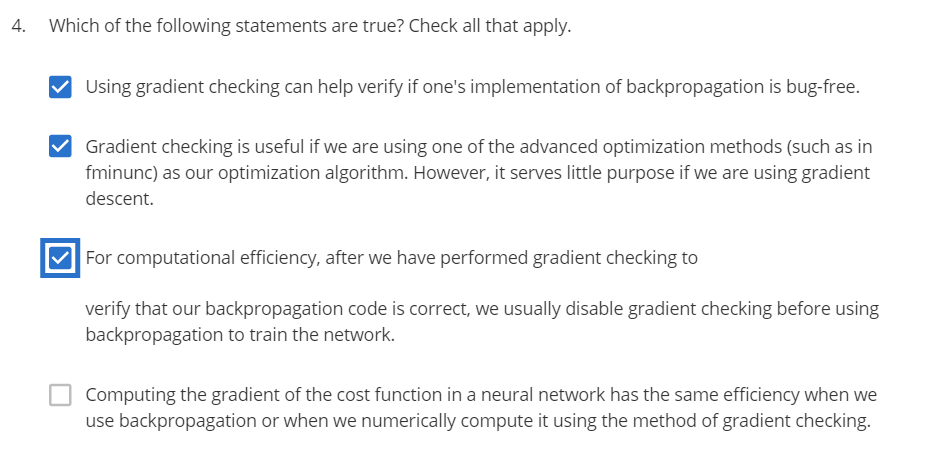 4. Which of the following statements are true? Check all that apply.
Using gradient checking can help verify if one's implementation of backpropagation is bug-free.
Gradient checking is useful if we are using one of the advanced optimization methods (such as in
fminunc) as our optimization algorithm. However, it serves little purpose if we are using gradient
descent.
For computational efficiency, after we have performed gradient checking to
verify that our backpropagation code is correct, we usually disable gradient checking before using
backpropagation to train the network.
Computing the gradient of the cost function in a neural network has the same efficiency when we
use backpropagation or when we numerically compute it using the method of gradient checking.